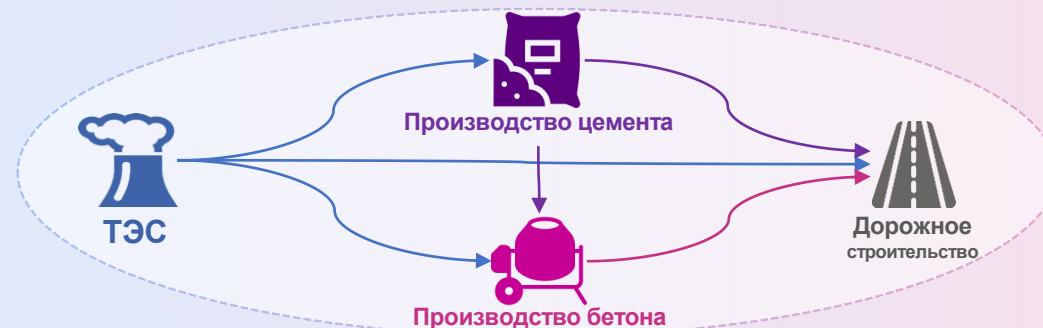 Производство цемента
ТЭС
Дорожное
строительство
Производство бетона